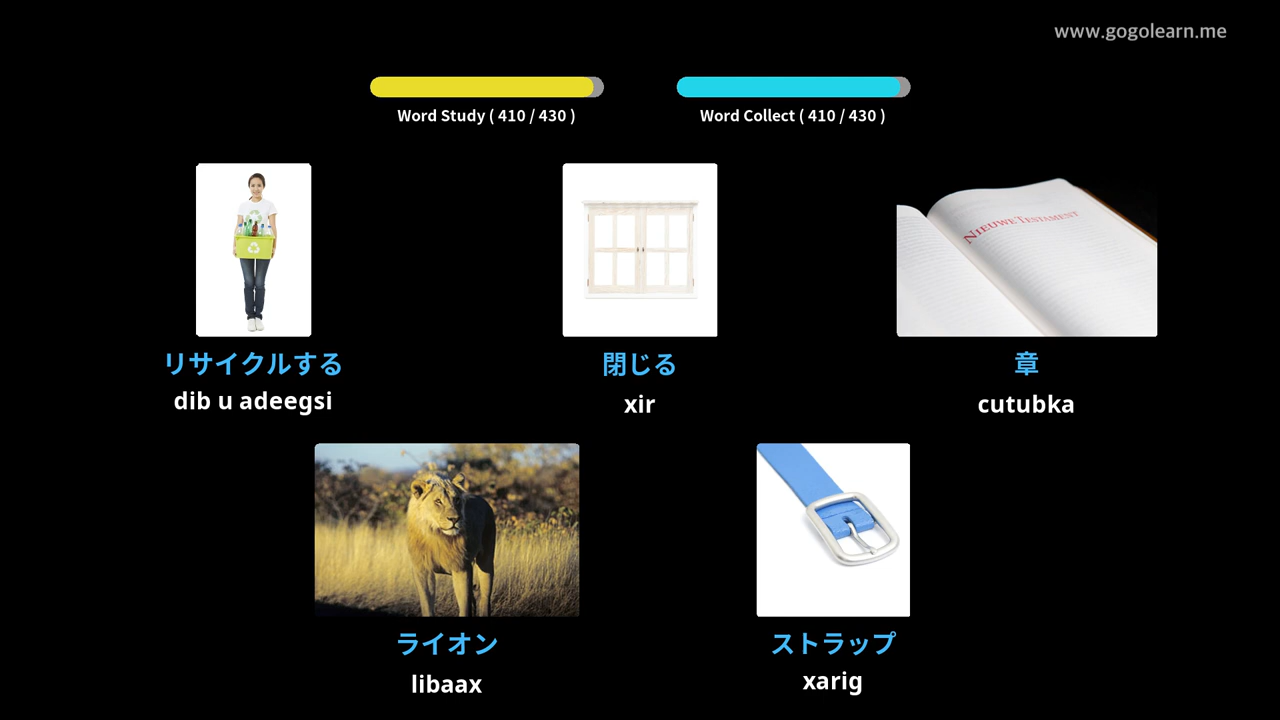 www.gogolearn.me
Word Study ( 410 / 430 )
Word Collect ( 410 / 430 )
NIEUWE TESTAMENT
リサイクルする
dib u adeegsi
閉じる
xir
章
cutubka
ライオン
libaax
ストラップ
xarig